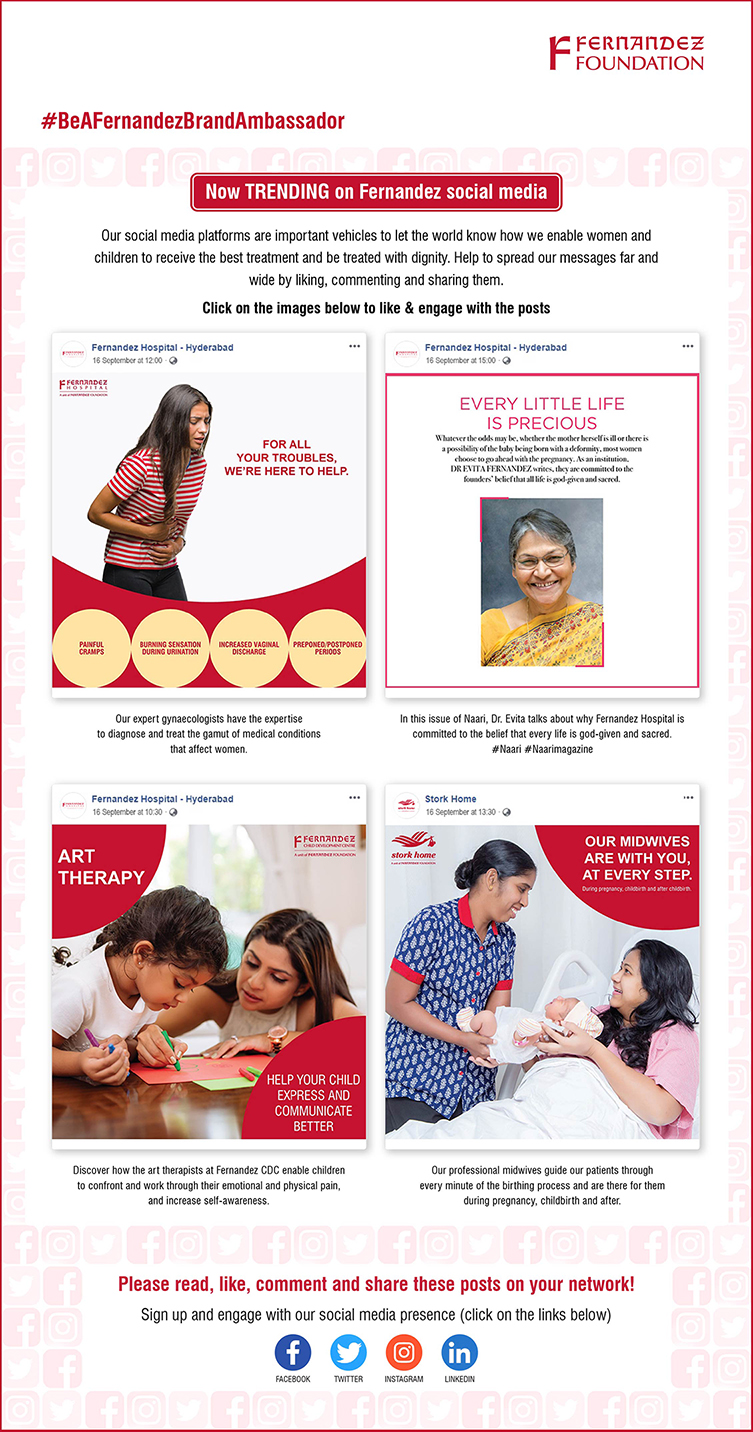 FERNANDEZ
FOUNDATION
#BeAFernandezBrandAmbassador
Now TRENDING on Fernandez social media
Our social media platforms are important vehicles to let the world know how we enable women and
children to receive the best treatment and be treated with dignity. Help to spread our messages far and
wide by liking, commenting and sharing them.
Click on the images below to like & engage with the posts
Fernandez Hospital - Hyderabad
16 September at 12:00
FERNANDEZ
HOSPITAL
A unit of FERNANDEZ FOUNDATION
FOR ALL
YOUR TROUBLES,
WE'RE HERE TO HELP.
PAINFUL
CRAMPS
BURNING SENSATION
DURING URINATION
INCREASED VAGINAL
DISCHARGE
PREPONED/POSTPONED
PERIODS
Our expert gynaecologists have the expertise
to diagnose and treat the gamut of medical conditions
that affect women.
Fernandez Hospital - Hyderabad
16 September at 15:00
EVERY LITTLE LIFE
IS PRECIOUS
Whatever the odds may be, whether the mother herself is ill or there is
a possibility of the baby being born with a deformity, most women
choose to go ahead with the pregnancy. As an institution,
DR EVITA FERNANDEZ writes, they are committed to the
founders' belief that all life is god-given and sacred.
In this issue of Naari, Dr. Evita talks about why Fernandez Hospital is
committed to the belief that every life is god-given and sacred.
#Naari #Naarimagazine
Fernandez Hospital - Hyderabad
16 September at 10:30
ART
THERAPY
FERNANDEZ
CHILD DEVELOPMENT CENTRE
A unit of FERNANDEZ FOUNDATION
HELP YOUR CHILD
EXPRESS AND
COMMUNICATE
BETTER
Discover how the art therapists at Fernandez CDC enable children
to confront and work through their emotional and physical pain,
and increase self-awareness.
Stork Home
16 September at 13:30
stork home
A unit of FERNANDEZ FOUNDATION
OUR MIDWIVES
ARE WITH YOU,
AT EVERY STEP.
During pregnancy, childbirth and after childbirth.
Our professional midwives guide our patients through
every minute of the birthing process and are there for them
during pregnancy, childbirth and after.
Please read, like, comment and share these posts on your network!
Sign up and engage with our social media presence (click on the links below)
FACEBOOK
TWITTER
INSTAGRAM
LINKEDIN